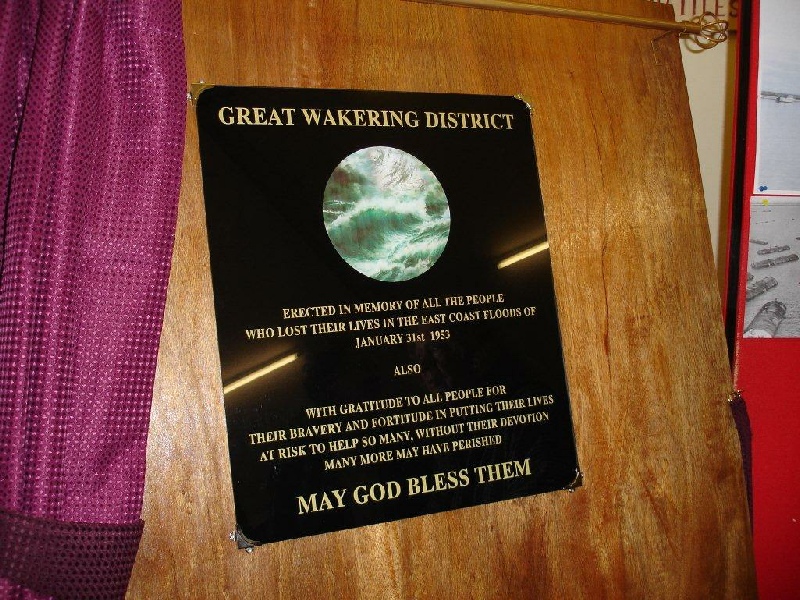 GREAT WAKERING DISTRICT
ERECTED IN MEMORY OF ALL THE PEOPLE
WHO LOST THEIR LIVES IN THE EAST COAST FLOODS OF
JANUARY 31st 1953
ALSO
WITH GRATITUDE TO ALL PEOPLE FOR
THEIR BRAVERY AND FORTITUDE IN PUTTING THEIR LIVES
AT RISK TO HELP SO MANY, WITHOUT THEIR DEVOTION
MANY MORE MAY HAVE PERISHED
MAY GOD BLESS THEM